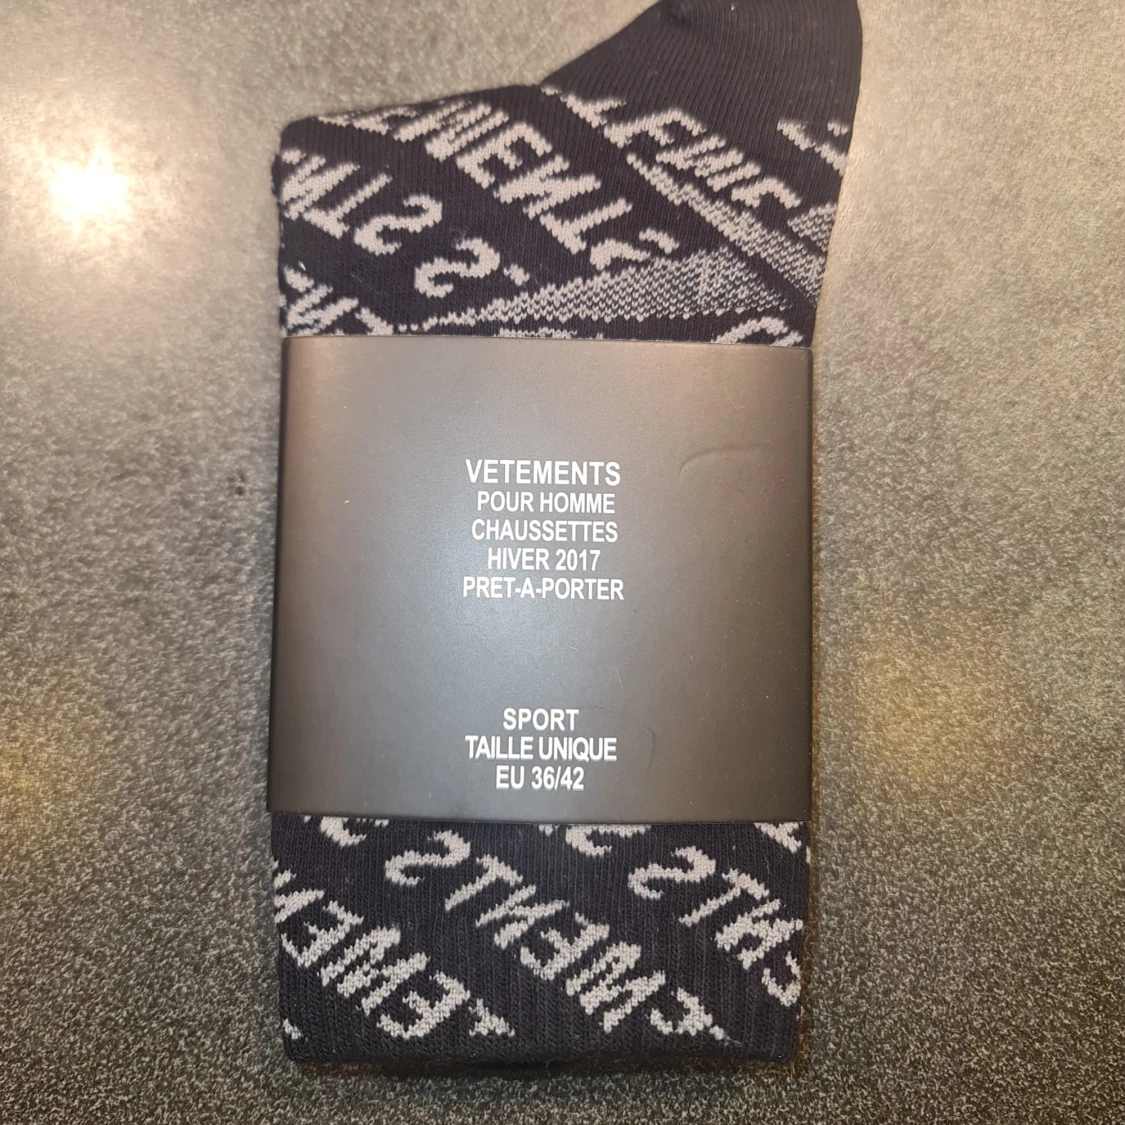 VETEMENTS
POUR HOMME
CHAUSSETTES
HIVER 2017
PRET-A-PORTER
SPORT
TAILLE UNIQUE
EU 36/42